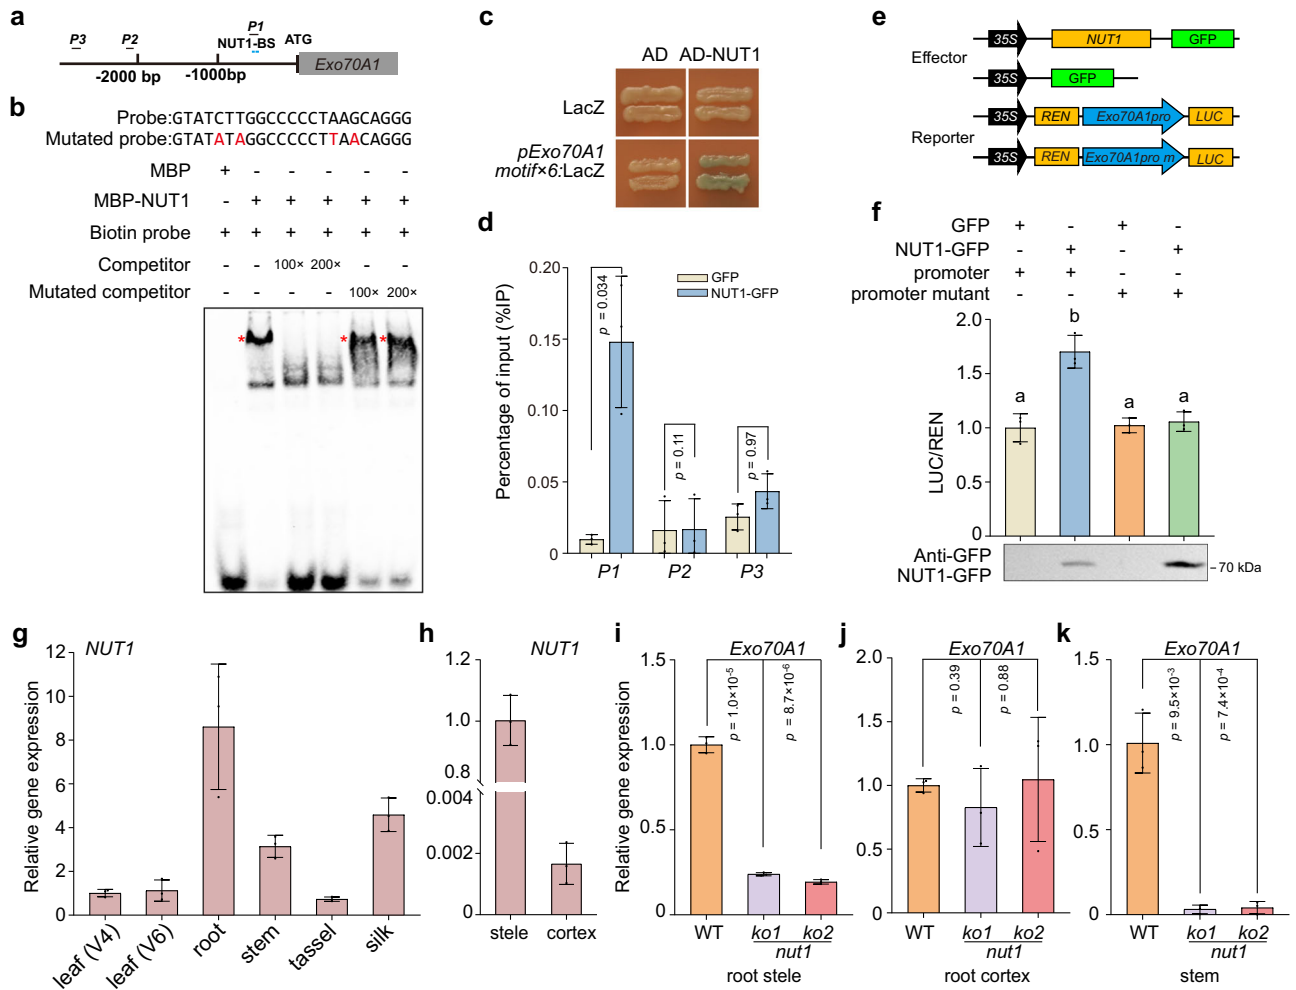 a
P3
P2
P1
NUT1-BS
ATG
Exo70A1
-2000 bp
-1000bp
b
Probe:GTATCTTGGCCCCCTAAGCAGGG
Mutated probe:GTATATAGGCCCCCTTAACAGGG
MBP + - - - - -
MBP-NUT1 - + + + + +
Biotin probe + + + + + +
Competitor - - 100× 200× - -
Mutated competitor - - - - 100× 200×
* * *
c
AD AD-NUT1
LacZ
pExo70A1
motif×6:LacZ
d
Percentage of input (%IP)
0.20
0.15
0.10
0.05
0
GFP
NUT1-GFP
p = 0.034
p = 0.11
p = 0.97
P1 P2 P3
e
Effector
35S NUT1 GFP
35S GFP
Reporter
35S REN Exo70A1pro LUC
35S REN Exo70A1pro m LUC
f
GFP + - + -
NUT1-GFP - + - +
promoter + + - -
promoter mutant - - + +
LUC/REN
2.0
1.5
1.0
0.5
0
a b a a
Anti-GFP
NUT1-GFP
- 70 kDa
g
NUT1
Relative gene expression
12
10
8
6
4
2
0
leaf (V4)
leaf (V6)
root
stem
tassel
silk
h
NUT1
1.2
1.0
0.8
0.004
0.002
0
stele cortex
i
Exo70A1
Relative gene expression
1.5
1.0
0.5
0
p = 1.0×10⁻⁵
p = 8.7×10⁻⁶
WT ko1 ko2
nut1
root stele
j
Exo70A1
2.0
1.5
1.0
0.5
0
p = 0.39
p = 0.88
WT ko1 ko2
nut1
root cortex
k
Exo70A1
1.5
1.0
0.5
0
p = 9.5×10⁻³
p = 7.4×10⁻⁴
WT ko1 ko2
nut1
stem